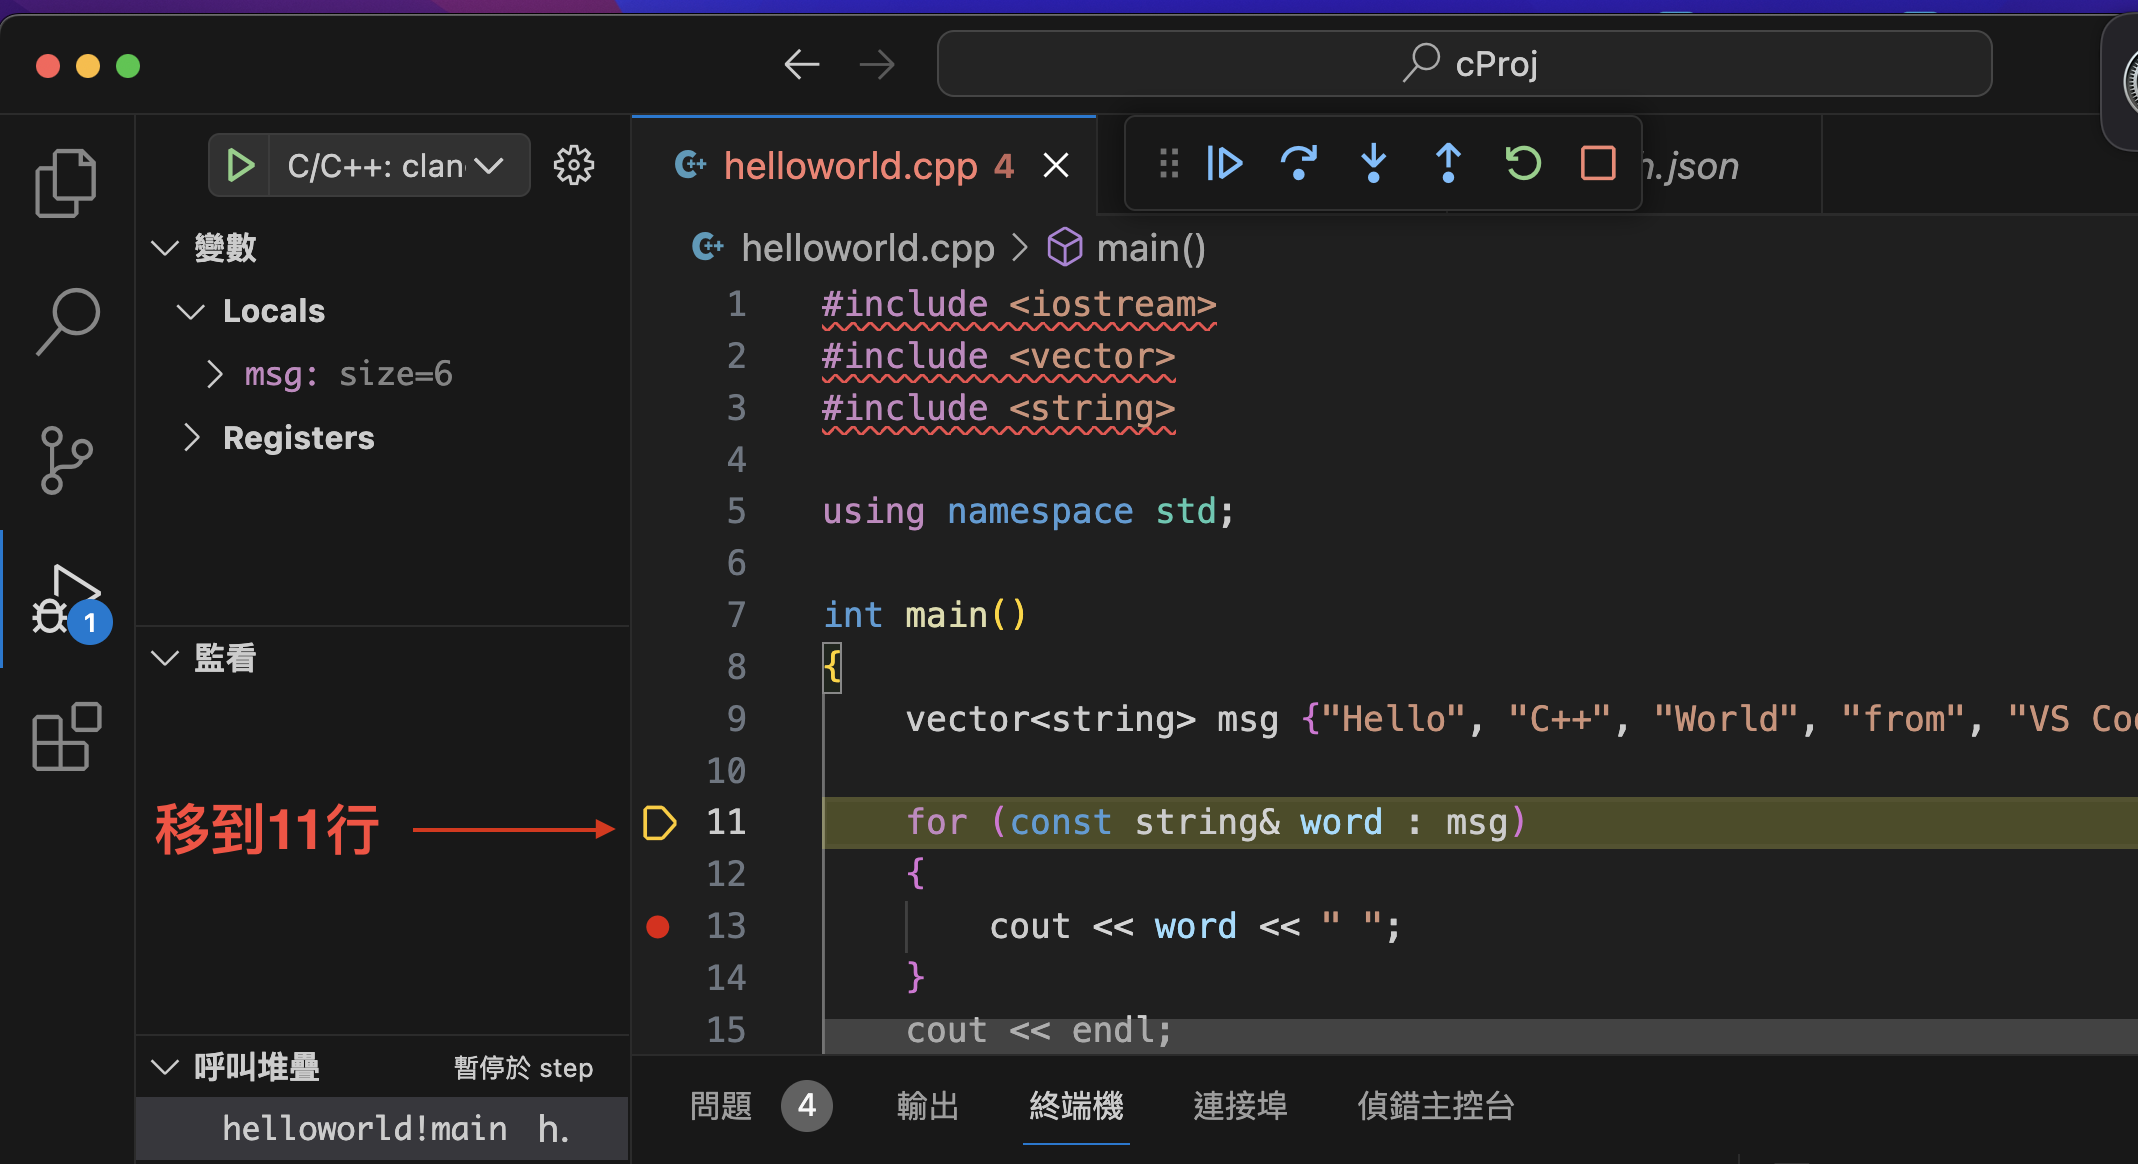 cProj
C/C++: clan
helloworld.cpp 4
h.json
變數
Locals
msg: size=6
Registers
監看
移到11行
呼叫堆疊 暫停於 step
helloworld!main h.
1
helloworld.cpp > main()
1 #include <iostream>
2 #include <vector>
3 #include <string>
4
5 using namespace std;
6
7 int main()
8 {
9 vector<string> msg {"Hello", "C++", "World", "from", "VS Co
10
11 for (const string& word : msg)
12 {
13 cout << word << " ";
14 }
15 cout << endl;
問題 4 輸出 終端機 連接埠 偵錯主控台